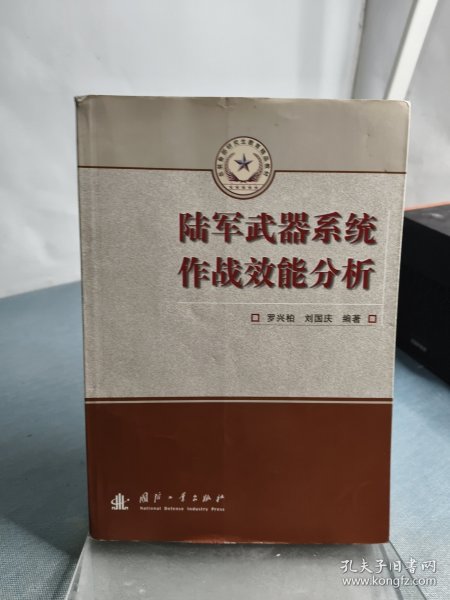 陆军武器系统
作战效能分析
罗兴柏 刘国庆 编著
国防工业出版社
National Defense Industry Press
孔夫子旧书网
www.kongfz.com